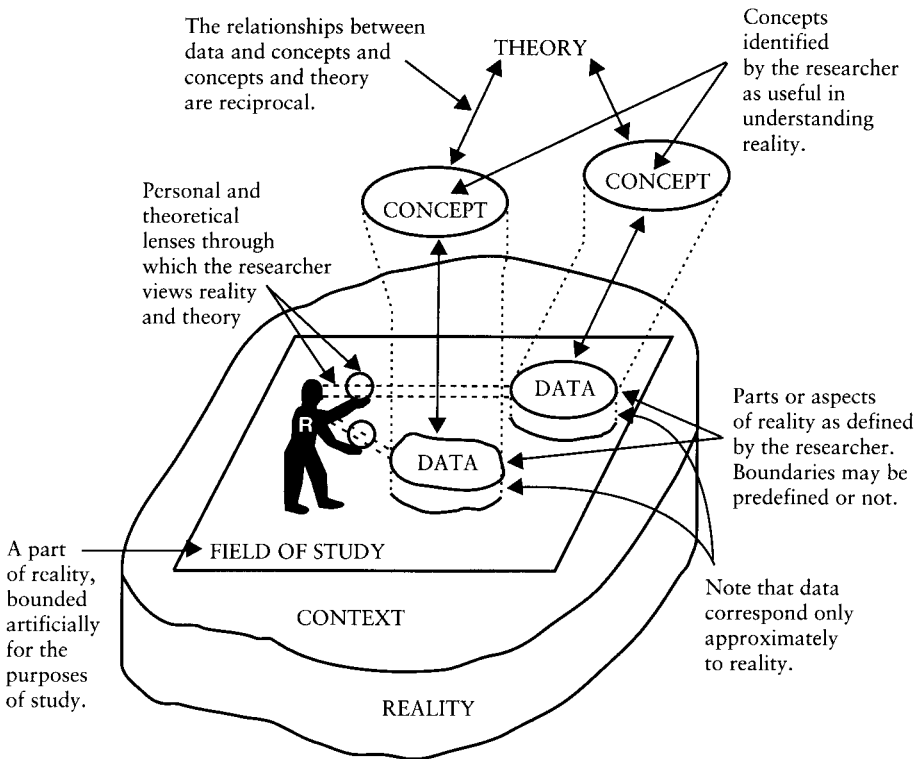 The relationships between
data and concepts and
concepts and theory
are reciprocal.
THEORY
Concepts
identified
by the researcher
as useful in
understanding
reality.
CONCEPT
CONCEPT
Personal and
theoretical
lenses through
which the researcher
views reality
and theory
R
DATA
DATA
Parts or aspects
of reality as defined
by the researcher.
Boundaries may be
predefined or not.
A part
of reality,
bounded
artificially
for the
purposes
of study.
FIELD OF STUDY
CONTEXT
REALITY
Note that data
correspond only
approximately
to reality.